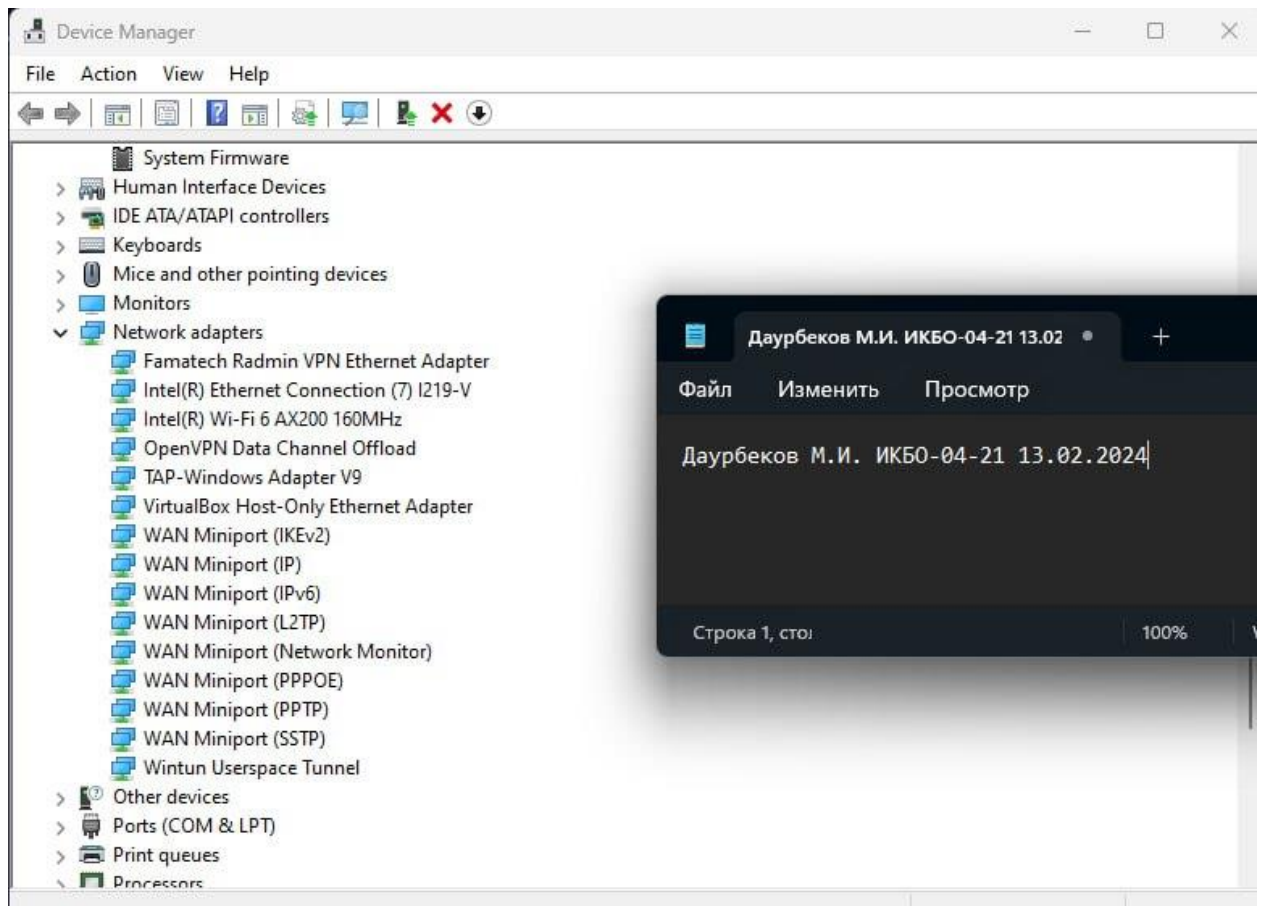 Device Manager
File Action View Help
System Firmware
Human Interface Devices
IDE ATA/ATAPI controllers
Keyboards
Mice and other pointing devices
Monitors
Network adapters
Famatech Radmin VPN Ethernet Adapter
Intel(R) Ethernet Connection (7) I219-V
Intel(R) Wi-Fi 6 AX200 160MHz
OpenVPN Data Channel Offload
TAP-Windows Adapter V9
VirtualBox Host-Only Ethernet Adapter
WAN Miniport (IKEv2)
WAN Miniport (IP)
WAN Miniport (IPv6)
WAN Miniport (L2TP)
WAN Miniport (Network Monitor)
WAN Miniport (PPPOE)
WAN Miniport (PPTP)
WAN Miniport (SSTP)
Wintun Userspace Tunnel
Other devices
Ports (COM & LPT)
Print queues
Processors
Даурбеков М.И. ИКБО-04-21 13.02
Файл Изменить Просмотр
Даурбеков М.И. ИКБО-04-21 13.02.2024
Строка 1, 100%